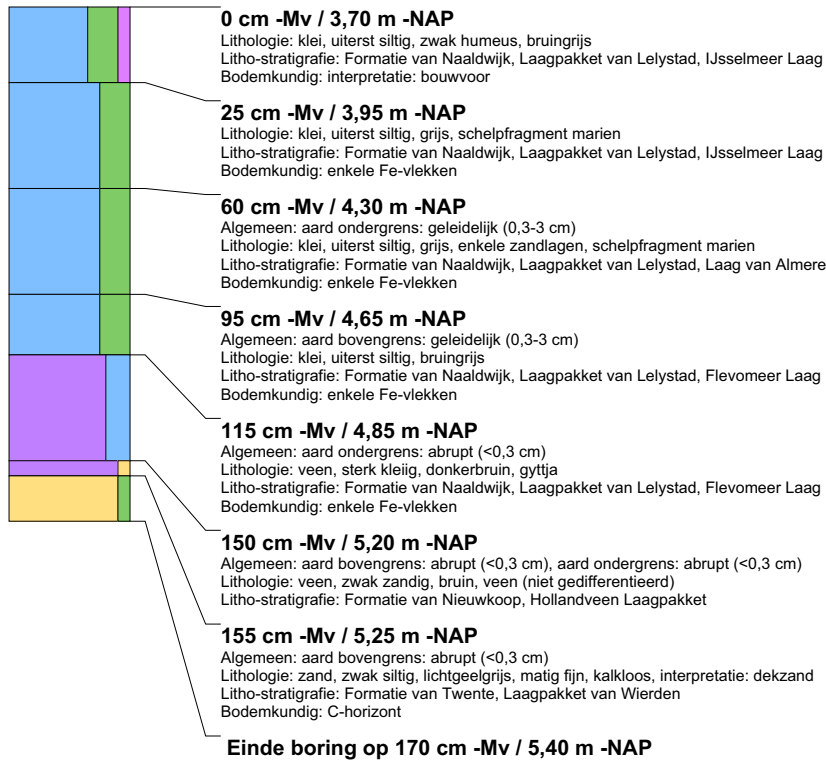 0 cm -Mv / 3,70 m -NAP
Lithologie: klei, uiterst siltig, zwak humeus, bruingrijs
Litho-stratigrafie: Formatie van Naaldwijk, Laagpakket van Lelystad, IJsselmeer Laag
Bodemkundig: interpretatie: bouwvoor
25 cm -Mv / 3,95 m -NAP
Lithologie: klei, uiterst siltig, grijs, schelpfragment marien
Litho-stratigrafie: Formatie van Naaldwijk, Laagpakket van Lelystad, IJsselmeer Laag
Bodemkundig: enkele Fe-vlekken
60 cm -Mv / 4,30 m -NAP
Algemeen: aard ondergrens: geleidelijk (0,3-3 cm)
Lithologie: klei, uiterst siltig, grijs, enkele zandlagen, schelpfragment marien
Litho-stratigrafie: Formatie van Naaldwijk, Laagpakket van Lelystad, Laag van Almere
Bodemkundig: enkele Fe-vlekken
95 cm -Mv / 4,65 m -NAP
Algemeen: aard bovengrens: geleidelijk (0,3-3 cm)
Lithologie: klei, uiterst siltig, bruingrijs
Litho-stratigrafie: Formatie van Naaldwijk, Laagpakket van Lelystad, Flevomeer Laag
Bodemkundig: enkele Fe-vlekken
115 cm -Mv / 4,85 m -NAP
Algemeen: aard ondergrens: abrupt (<0,3 cm)
Lithologie: veen, sterk kleiig, donkerbruin, gyttja
Litho-stratigrafie: Formatie van Naaldwijk, Laagpakket van Lelystad, Flevomeer Laag
Bodemkundig: enkele Fe-vlekken
150 cm -Mv / 5,20 m -NAP
Algemeen: aard bovengrens: abrupt (<0,3 cm), aard ondergrens: abrupt (<0,3 cm)
Lithologie: veen, zwak zandig, bruin, veen (niet gedifferentieerd)
Litho-stratigrafie: Formatie van Nieuwkoop, Hollandveen Laagpakket
155 cm -Mv / 5,25 m -NAP
Algemeen: aard bovengrens: abrupt (<0,3 cm)
Lithologie: zand, zwak siltig, lichtgeelgrijs, matig fijn, kalkloos, interpretatie: dekzand
Litho-stratigrafie: Formatie van Twente, Laagpakket van Wierden
Bodemkundig: C-horizont
Einde boring op 170 cm -Mv / 5,40 m -NAP